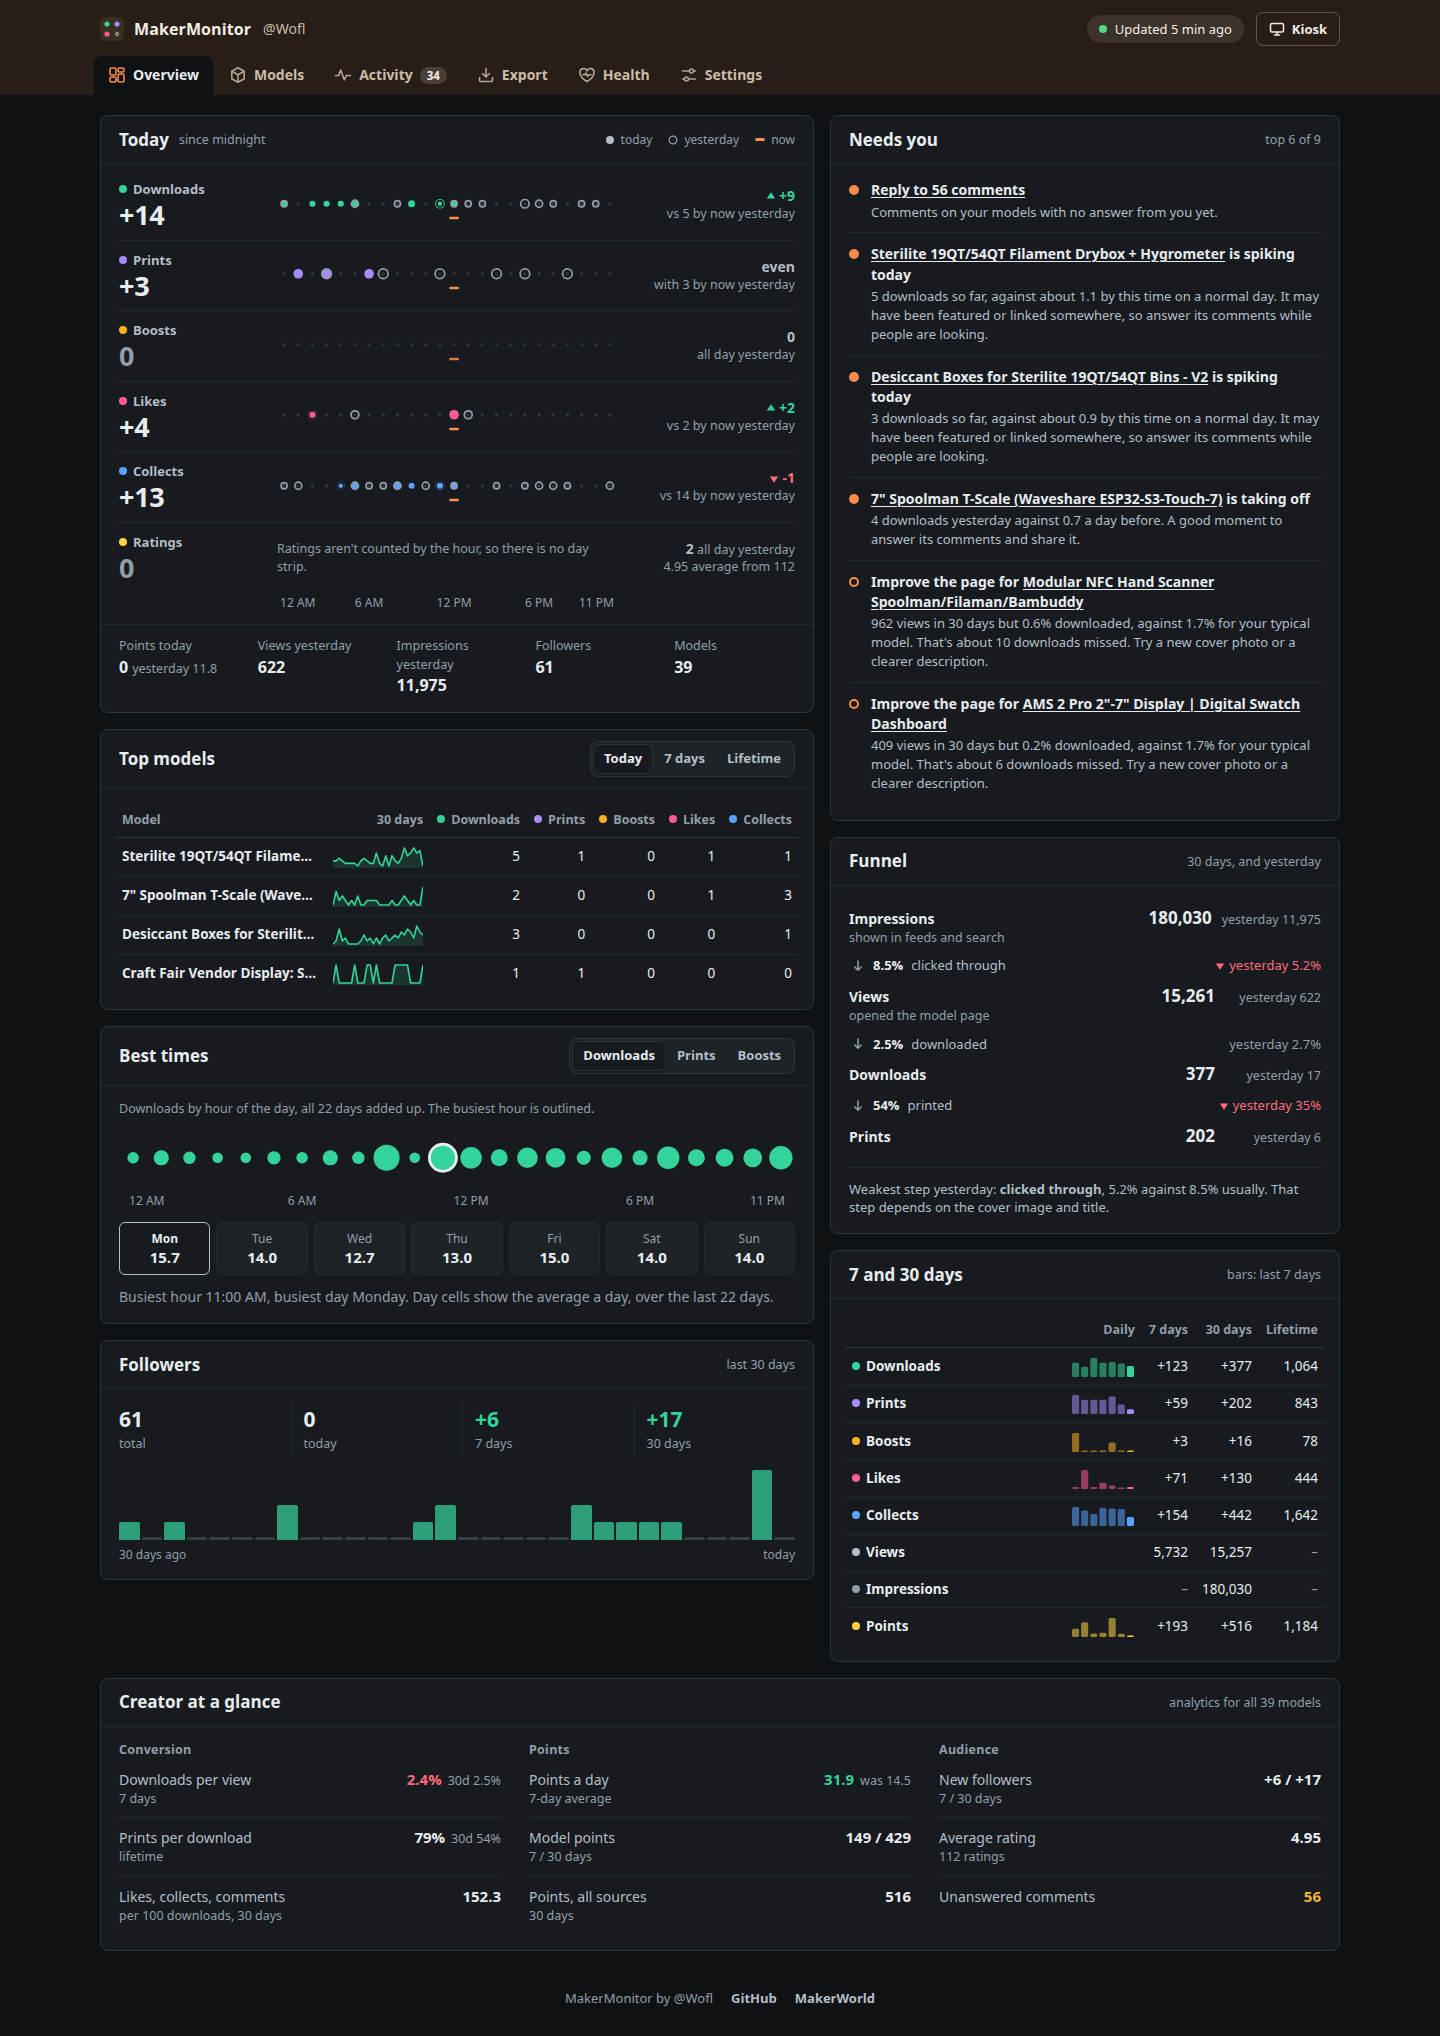 MakerMonitor @Wofl
Updated 5 min ago
Kiosk
Overview
Models
Activity 34
Export
Health
Settings
Today since midnight
today yesterday now
Downloads
+14
+9
vs 5 by now yesterday
Prints
+3
even
with 3 by now yesterday
Boosts
0
0
all day yesterday
Likes
+4
+2
vs 2 by now yesterday
Collects
+13
-1
vs 14 by now yesterday
Ratings
0
Ratings aren't counted by the hour, so there is no day
strip.
2 all day yesterday
4.95 average from 112
12 AM 6 AM 12 PM 6 PM 11 PM
Points today
0 yesterday 11.8
Views yesterday
622
Impressions
yesterday
11,975
Followers
61
Models
39
Needs you
top 6 of 9
Reply to 56 comments
Comments on your models with no answer from you yet.
Sterilite 19QT/54QT Filament Drybox + Hygrometer is spiking
today
5 downloads so far, against about 1.1 by this time on a normal day. It may
have been featured or linked somewhere, so answer its comments while
people are looking.
Desiccant Boxes for Sterilite 19QT/54QT Bins - V2 is spiking
today
3 downloads so far, against about 0.9 by this time on a normal day. It may
have been featured or linked somewhere, so answer its comments while
people are looking.
7" Spoolman T-Scale (Waveshare ESP32-S3-Touch-7) is taking off
4 downloads yesterday against 0.7 a day before. A good moment to
answer its comments and share it.
Improve the page for Modular NFC Hand Scanner
Spoolman/Filaman/Bambuddy
962 views in 30 days but 0.6% downloaded, against 1.7% for your typical
model. That's about 10 downloads missed. Try a new cover photo or a
clearer description.
Improve the page for AMS 2 Pro 2"-7" Display | Digital Swatch
Dashboard
409 views in 30 days but 0.2% downloaded, against 1.7% for your typical
model. That's about 6 downloads missed. Try a new cover photo or a
clearer description.
Top models
Today 7 days Lifetime
Model 30 days Downloads Prints Boosts Likes Collects
Sterilite 19QT/54QT Filame... 5 1 0 1 1
7" Spoolman T-Scale (Wave... 2 0 0 1 3
Desiccant Boxes for Sterilit... 3 0 0 0 1
Craft Fair Vendor Display: S... 1 1 0 0 0
Funnel
30 days, and yesterday
Impressions 180,030 yesterday 11,975
shown in feeds and search
↓ 8.5% clicked through yesterday 5.2%
Views 15,261 yesterday 622
opened the model page
↓ 2.5% downloaded yesterday 2.7%
Downloads 377 yesterday 17
↓ 54% printed yesterday 35%
Prints 202 yesterday 6
Weakest step yesterday: clicked through, 5.2% against 8.5% usually. That
step depends on the cover image and title.
Best times
Downloads Prints Boosts
Downloads by hour of the day, all 22 days added up. The busiest hour is outlined.
12 AM 6 AM 12 PM 6 PM 11 PM
Mon Tue Wed Thu Fri Sat Sun
15.7 14.0 12.7 13.0 15.0 14.0 14.0
Busiest hour 11:00 AM, busiest day Monday. Day cells show the average a day, over the last 22 days.
Followers
last 30 days
61
total
0
today
+6
7 days
+17
30 days
30 days ago today
7 and 30 days
bars: last 7 days
Daily 7 days 30 days Lifetime
Downloads +123 +377 1,064
Prints +59 +202 843
Boosts +3 +16 78
Likes +71 +130 444
Collects +154 +442 1,642
Views 5,732 15,257 –
Impressions – 180,030 –
Points +193 +516 1,184
Creator at a glance
analytics for all 39 models
Conversion
Downloads per view 2.4% 30d 2.5%
7 days
Prints per download 79% 30d 54%
lifetime
Likes, collects, comments 152.3
per 100 downloads, 30 days
Points
Points a day 31.9 was 14.5
7-day average
Model points 149 / 429
7 / 30 days
Points, all sources 516
30 days
Audience
New followers +6 / +17
7 / 30 days
Average rating 4.95
112 ratings
Unanswered comments 56
MakerMonitor by @Wofl GitHub MakerWorld